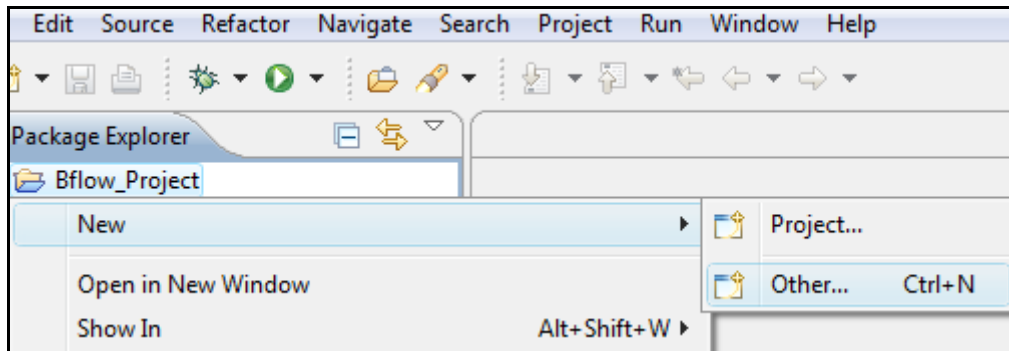 Edit Source Refactor Navigate Search Project Run Window Help
Package Explorer
Bflow_Project
New
Project...
Open in New Window
Other... Ctrl+N
Show In Alt+Shift+W